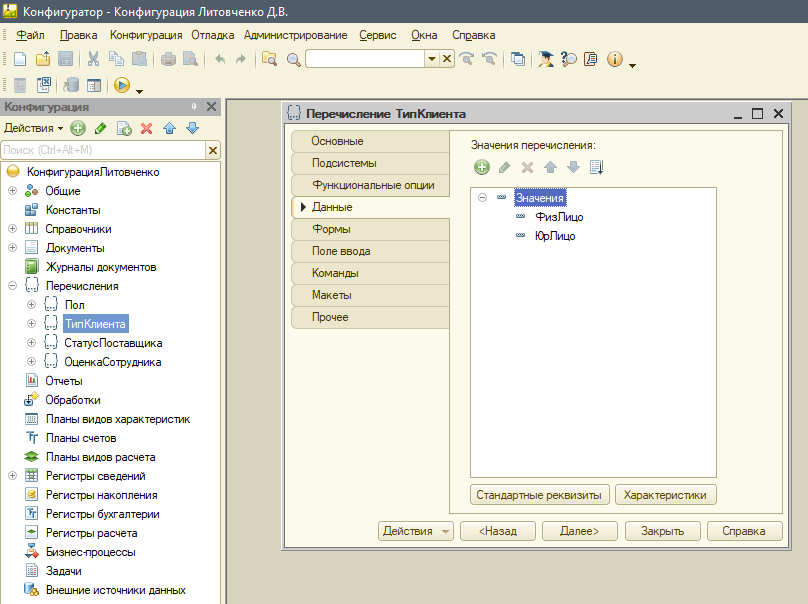 Конфигуратор - Конфигурация Литовченко Д.В.
Файл Правка Конфигурация Отладка Администрирование Сервис Окна Справка
Конфигурация
Действия
Поиск (Ctrl+Alt+M)
КонфигурацияЛитовченко
Общие
Константы
Справочники
Документы
Журналы документов
Перечисления
Пол
ТипКлиента
СтатусПоставщика
ОценкаСотрудника
Отчеты
Обработки
Планы видов характеристик
Планы счетов
Планы видов расчета
Регистры сведений
Регистры накопления
Регистры бухгалтерии
Регистры расчета
Бизнес-процессы
Задачи
Внешние источники данных
Перечисление ТипКлиента
Основные
Подсистемы
Функциональные опции
Данные
Формы
Поле ввода
Команды
Макеты
Прочее
Значения перечисления:
Значения
ФизЛицо
ЮрЛицо
Стандартные реквизиты Характеристики
Действия <Назад Далее> Закрыть Справка